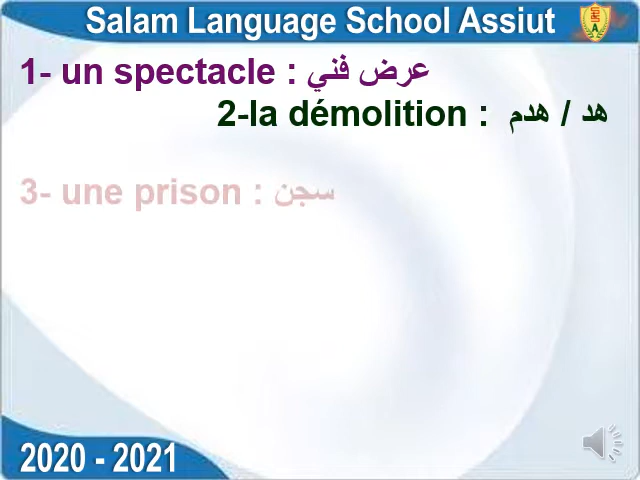 Salam Language School Assiut
1- un spectacle : عرض فني
2-la démolition : هد / هدم
3- une prison : سجن
2020 - 2021